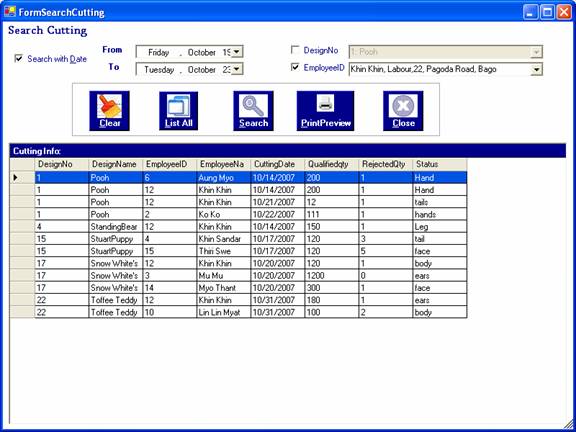 FormSearchCutting
Search Cutting
Search with Date
From
Friday , October 19
To
Tuesday , October 23
DesignNo
1: Pooh
EmployeeID
Khin Khin, Labour,22, Pagoda Road, Bago
Clear
List All
Search
PrintPreview
Close
Cutting Info:
DesignNo DesignName EmployeeID EmployeeNa CuttingDate Qualifiedqty RejectedQty Status
1 Pooh 6 Aung Myo 10/14/2007 200 1 Hand
1 Pooh 12 Khin Khin 10/14/2007 200 1 Hand
1 Pooh 12 Khin Khin 10/21/2007 12 1 tails
1 Pooh 2 Ko Ko 10/22/2007 111 1 hands
4 StandingBear 12 Khin Khin 10/14/2007 150 1 Leg
15 StuartPuppy 4 Khin Sandar 10/17/2007 120 3 tail
15 StuartPuppy 15 Thiri Swe 10/17/2007 120 5 face
17 Snow White's 12 Khin Khin 10/20/2007 120 1 body
17 Snow White's 3 Mu Mu 10/20/2007 1200 0 ears
17 Snow White's 14 Myo Thant 10/20/2007 300 1 face
22 Toffee Teddy 12 Khin Khin 10/31/2007 180 1 ears
22 Toffee Teddy 10 Lin Lin Myat 10/31/2007 100 2 body